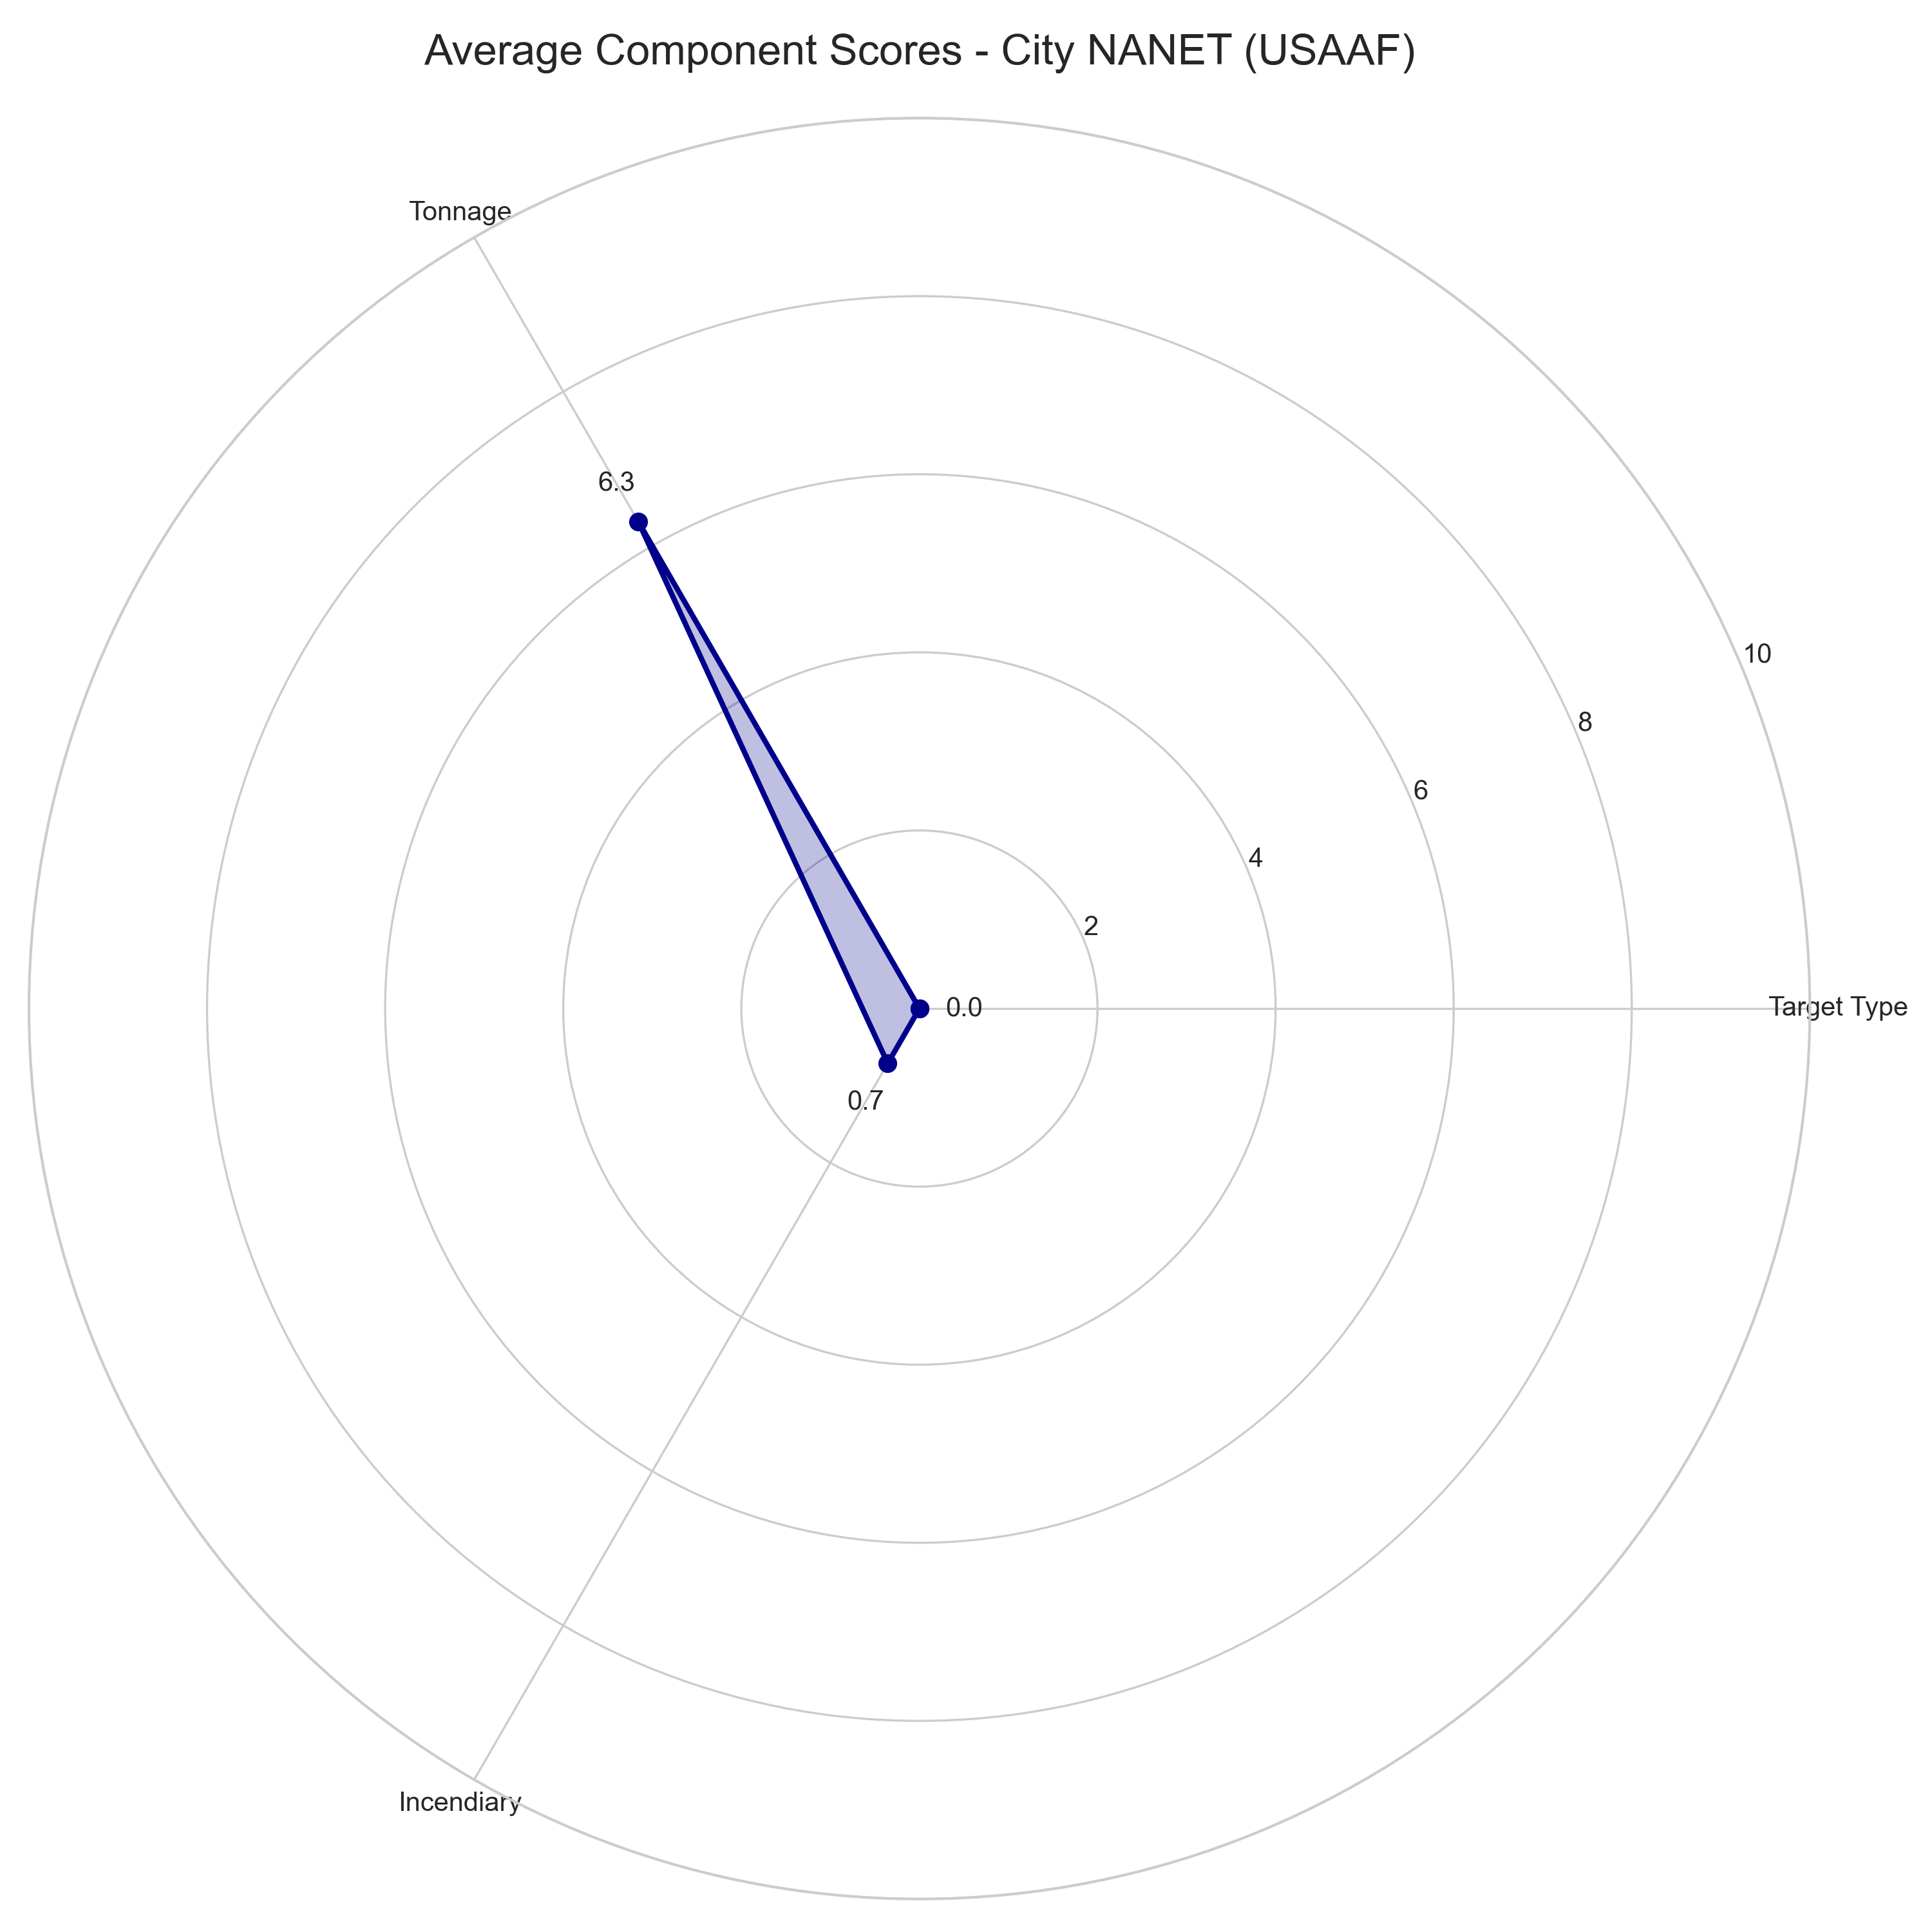 Average Component Scores - City NANET (USAAF)
Tonnage
6.3
10
8
6
4
2
0.0
Target Type
0.7
Incendiary